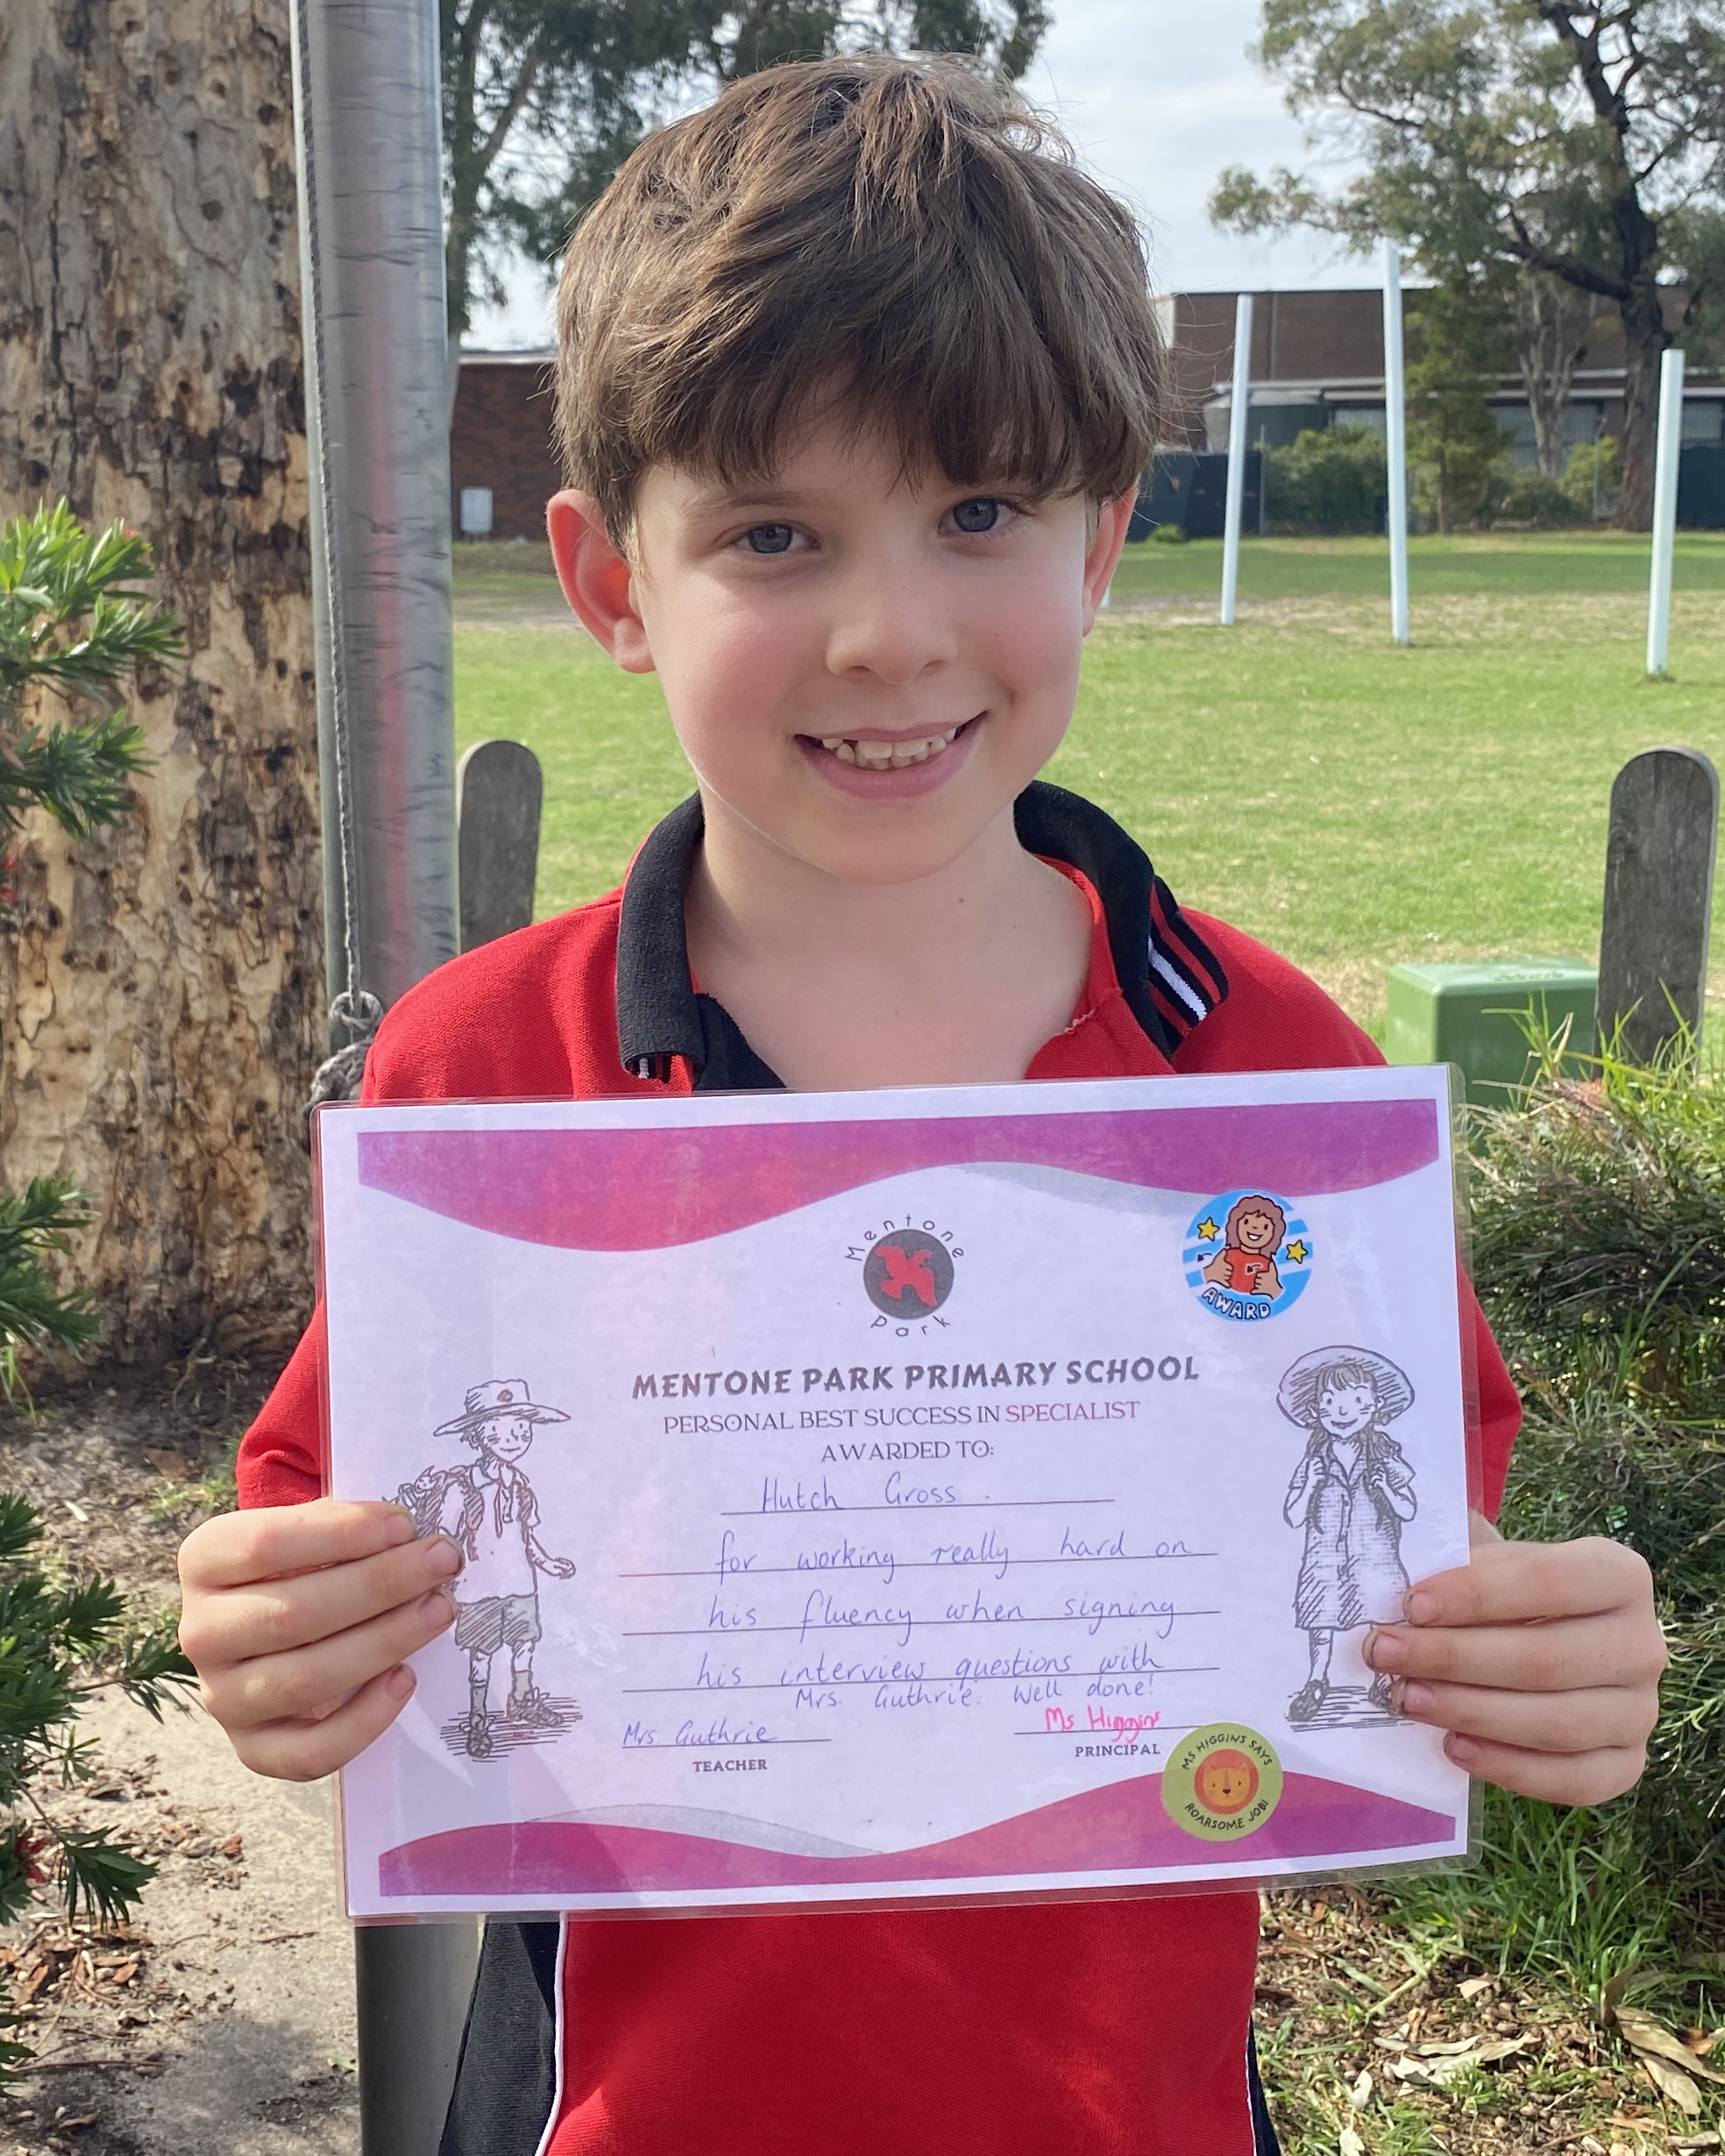 Mentone
Park
AWARD
MENTONE PARK PRIMARY SCHOOL
PERSONAL BEST SUCCESS IN SPECIALIST
AWARDED TO:
Hutch Gross.
for working really hard on
his fluency when signing
his interview questions with
Mrs. Guthrie. Well done!
Mrs. Guthrie
Ms Higgins
TEACHER
PRINCIPAL
MS HIGGINS SAYS
ROARSOME JOB!